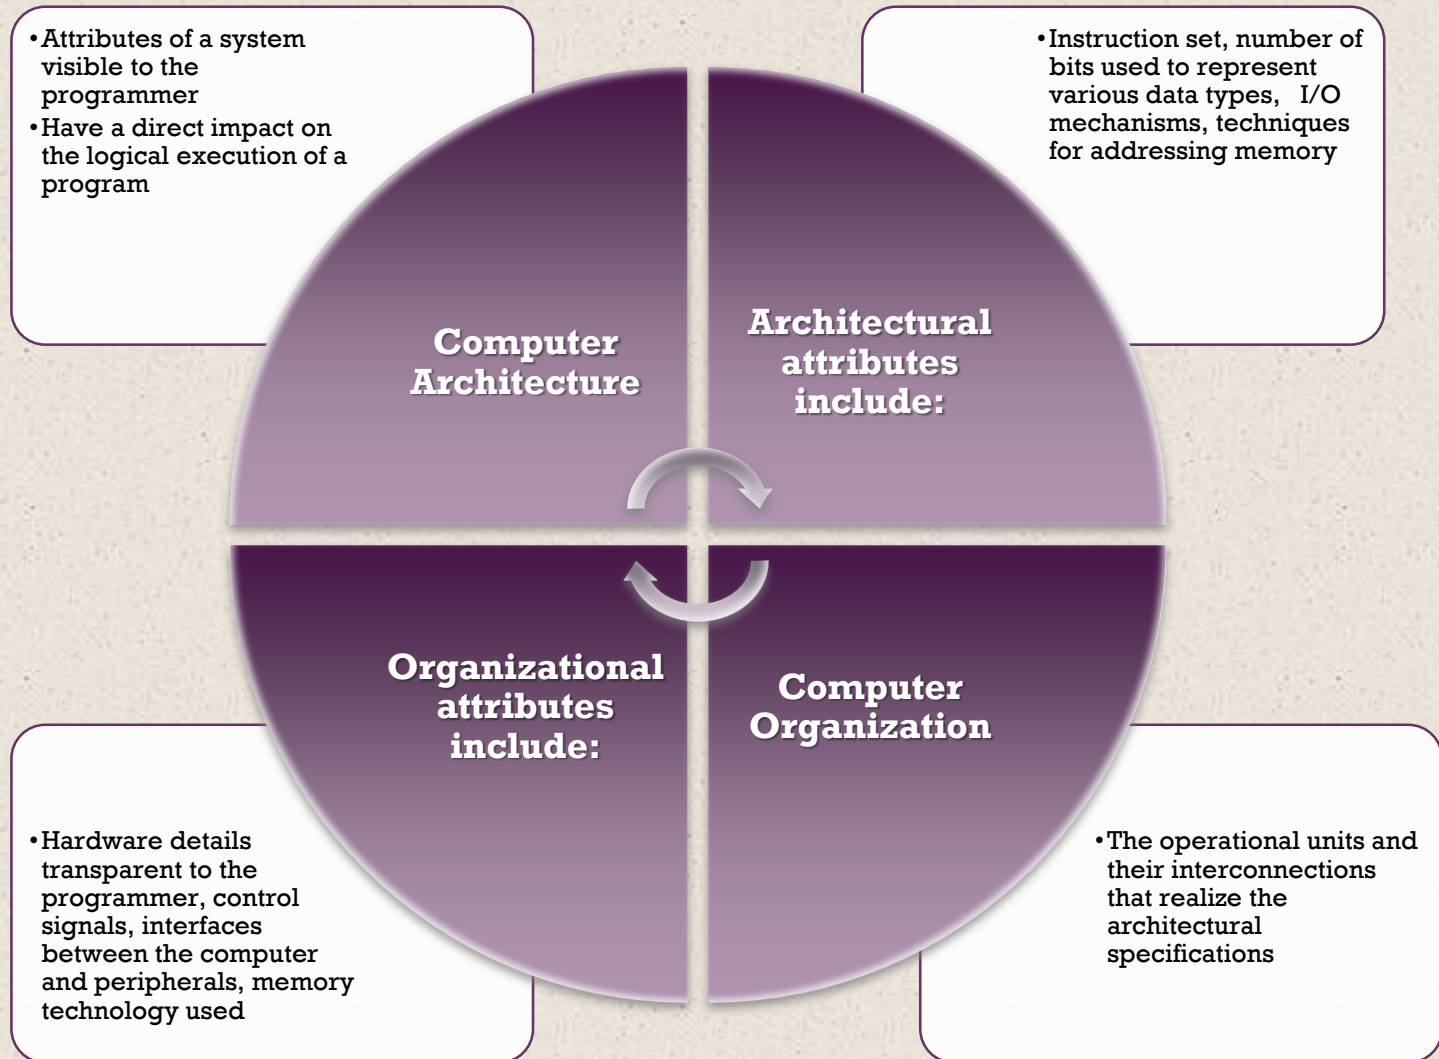 •Attributes of a system
visible to the
programmer
•Have a direct impact on
the logical execution of a
program
•Instruction set, number of
bits used to represent
various data types, I/O
mechanisms, techniques
for addressing memory
Computer
Architecture
Architectural
attributes
include:
Organizational
attributes
include:
Computer
Organization
•Hardware details
transparent to the
programmer, control
signals, interfaces
between the computer
and peripherals, memory
technology used
•The operational units and
their interconnections
that realize the
architectural
specifications